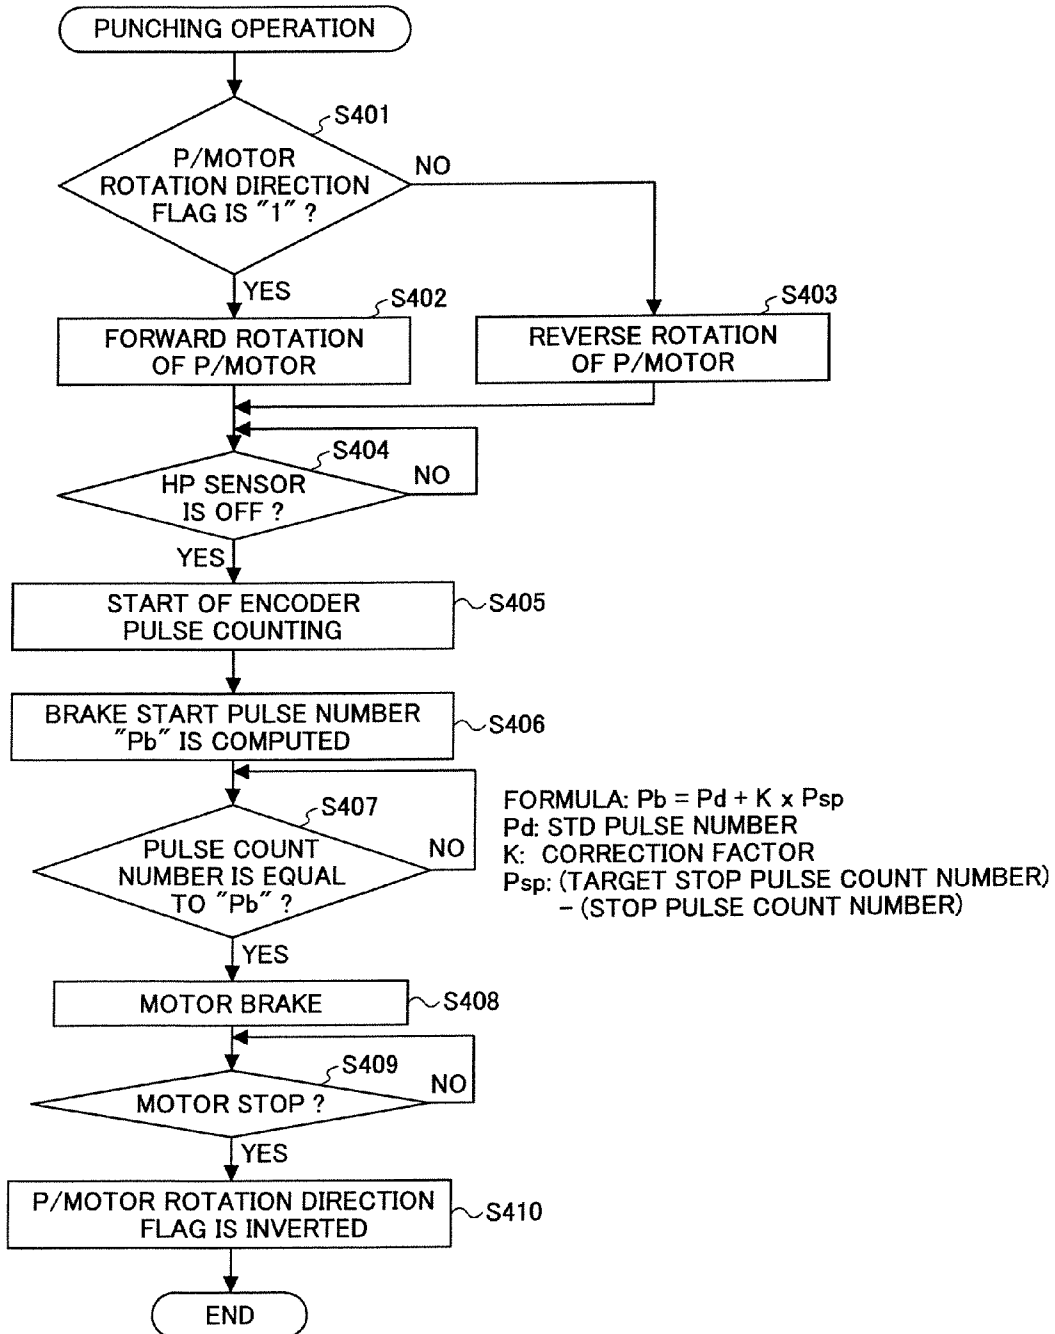 PUNCHING OPERATION
S401
P/MOTOR
ROTATION DIRECTION
FLAG IS "1" ?
NO
YES
S402
FORWARD ROTATION
OF P/MOTOR
S403
REVERSE ROTATION
OF P/MOTOR
S404
HP SENSOR
IS OFF ?
NO
YES
START OF ENCODER
PULSE COUNTING
S405
BRAKE START PULSE NUMBER
"Pb" IS COMPUTED
S406
S407
PULSE COUNT
NUMBER IS EQUAL
TO "Pb" ?
NO
YES
FORMULA: Pb = Pd + K x Psp
Pd: STD PULSE NUMBER
K: CORRECTION FACTOR
Psp: (TARGET STOP PULSE COUNT NUMBER)
- (STOP PULSE COUNT NUMBER)
MOTOR BRAKE
S408
S409
MOTOR STOP ?
NO
YES
P/MOTOR ROTATION DIRECTION
FLAG IS INVERTED
S410
END